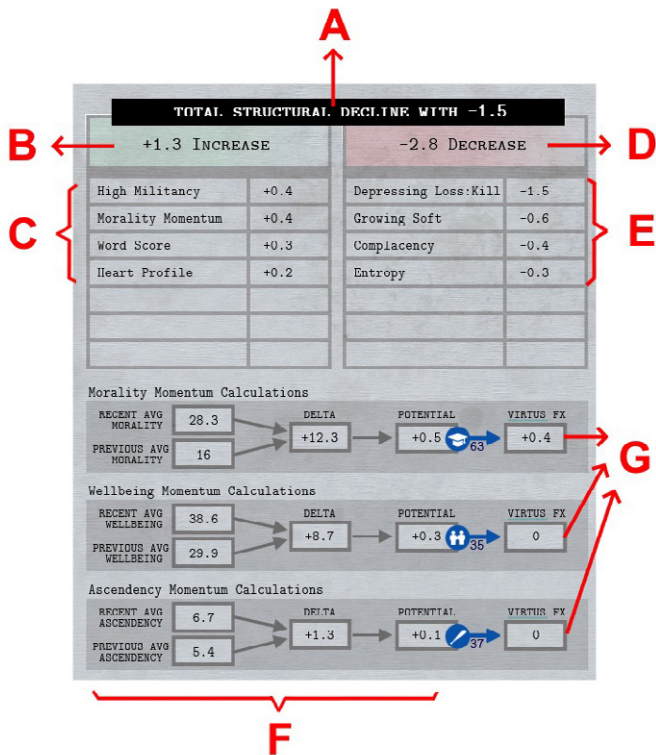 A
TOTAL STRUCTURAL DECLINE WITH -1.5
B
+1.3 INCREASE
-2.8 DECREASE
D
C
High Militancy +0.4
Morality Momentum +0.4
Word Score +0.3
Heart Profile +0.2
Depressing Loss:Kill -1.5
Growing Soft -0.6
Complacency -0.4
Entropy -0.3
E
Morality Momentum Calculations
RECENT AVG
MORALITY
28.3
PREVIOUS AVG
MORALITY
16
DELTA
+12.3
POTENTIAL
+0.5
63
VIRTUS FX
+0.4
G
Wellbeing Momentum Calculations
RECENT AVG
WELLBEING
38.6
PREVIOUS AVG
WELLBEING
29.9
DELTA
+8.7
POTENTIAL
+0.3
35
VIRTUS FX
0
Ascendency Momentum Calculations
RECENT AVG
ASCENDENCY
6.7
PREVIOUS AVG
ASCENDENCY
5.4
DELTA
+1.3
POTENTIAL
+0.1
37
VIRTUS FX
0
F